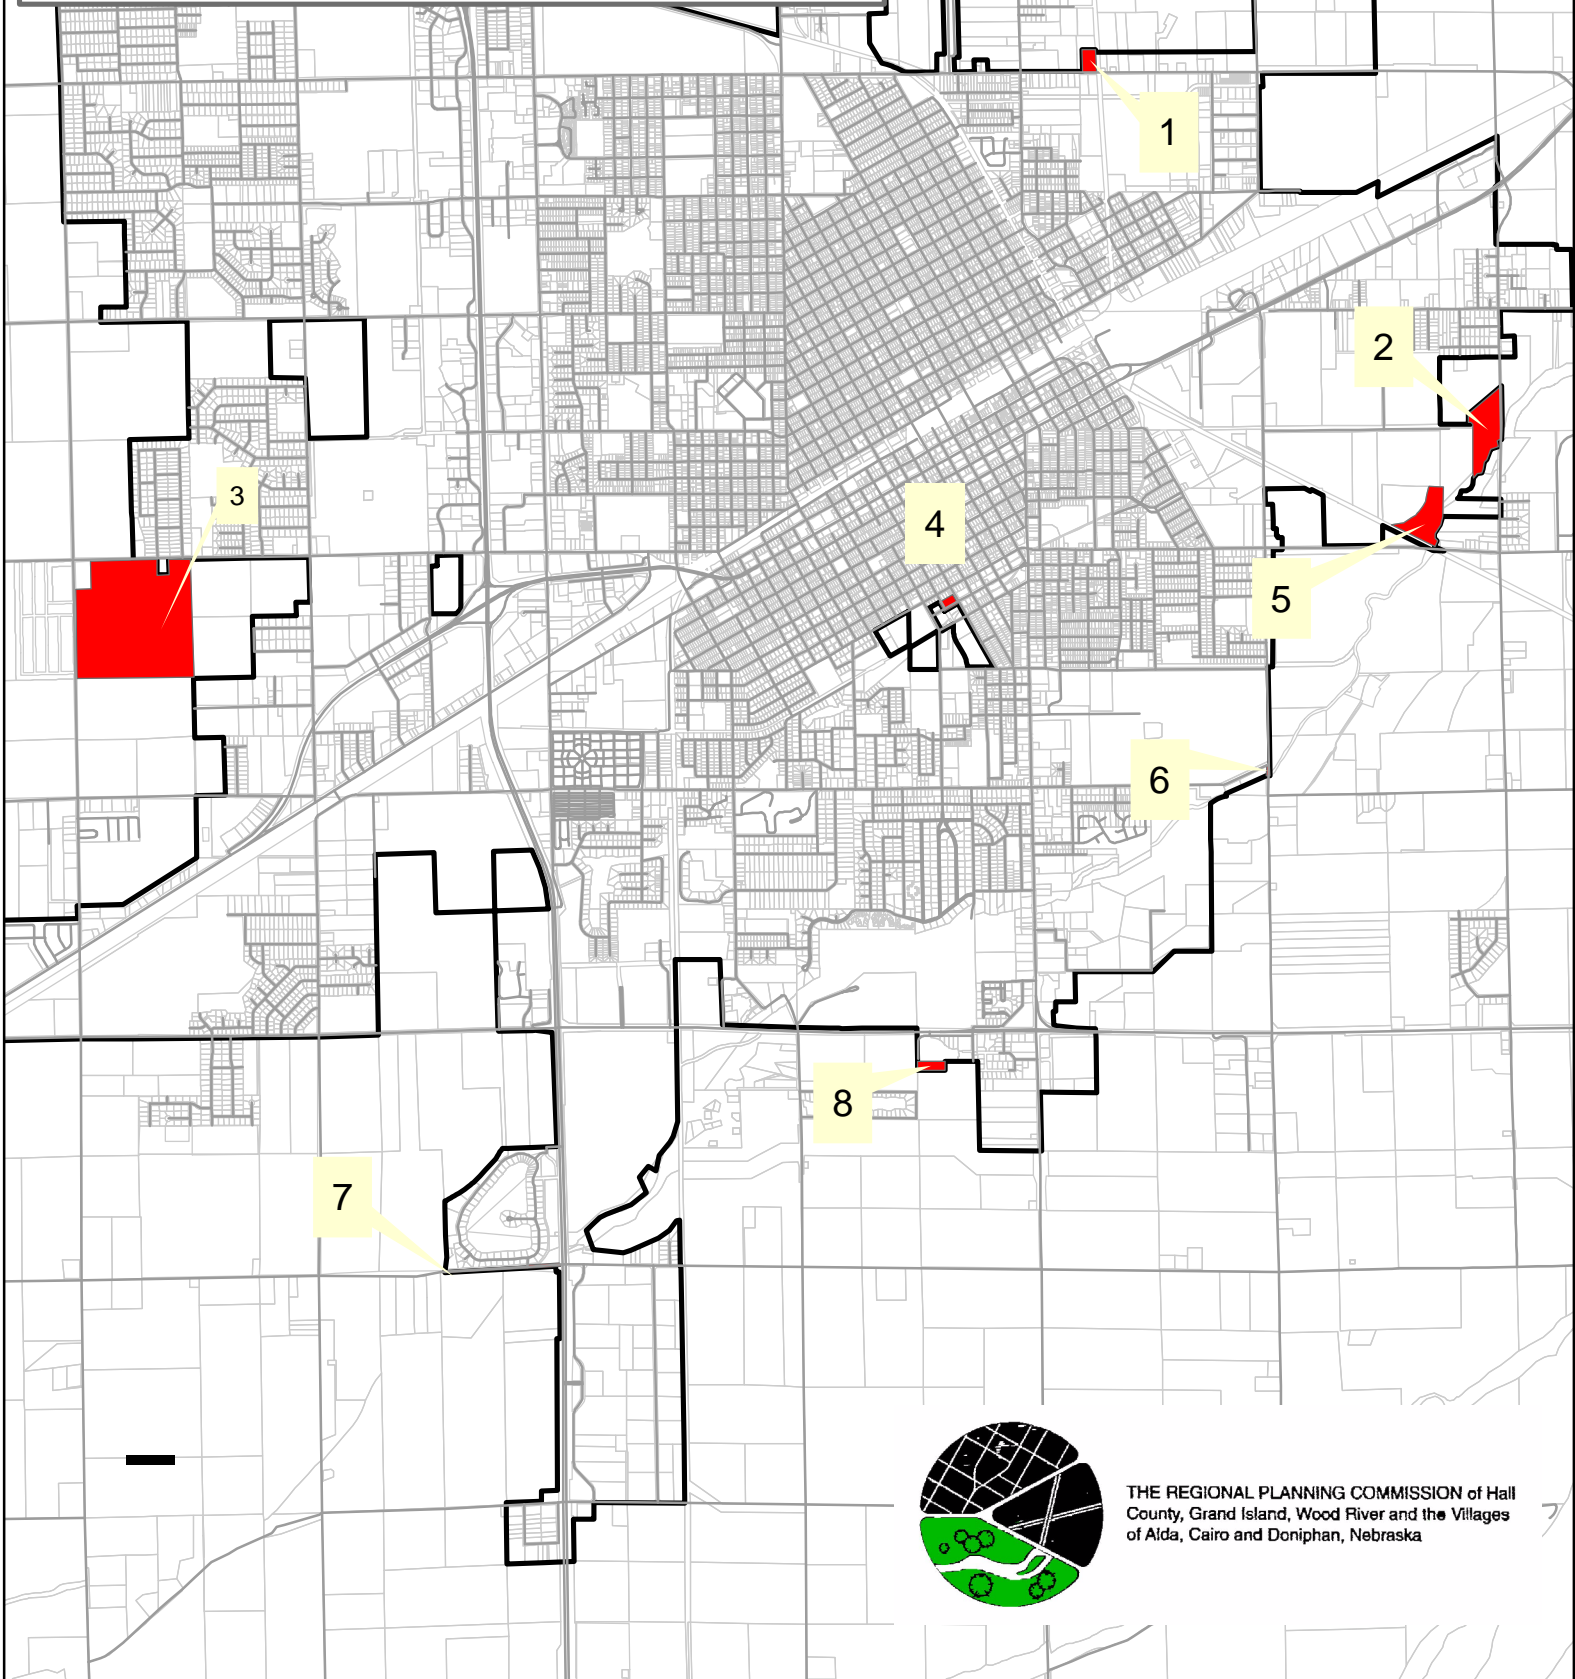 1
2
3
4
5
6
7
8
THE REGIONAL PLANNING COMMISSION of Hall
County, Grand Island, Wood River and the Villages
of Alda, Cairo and Doniphan, Nebraska